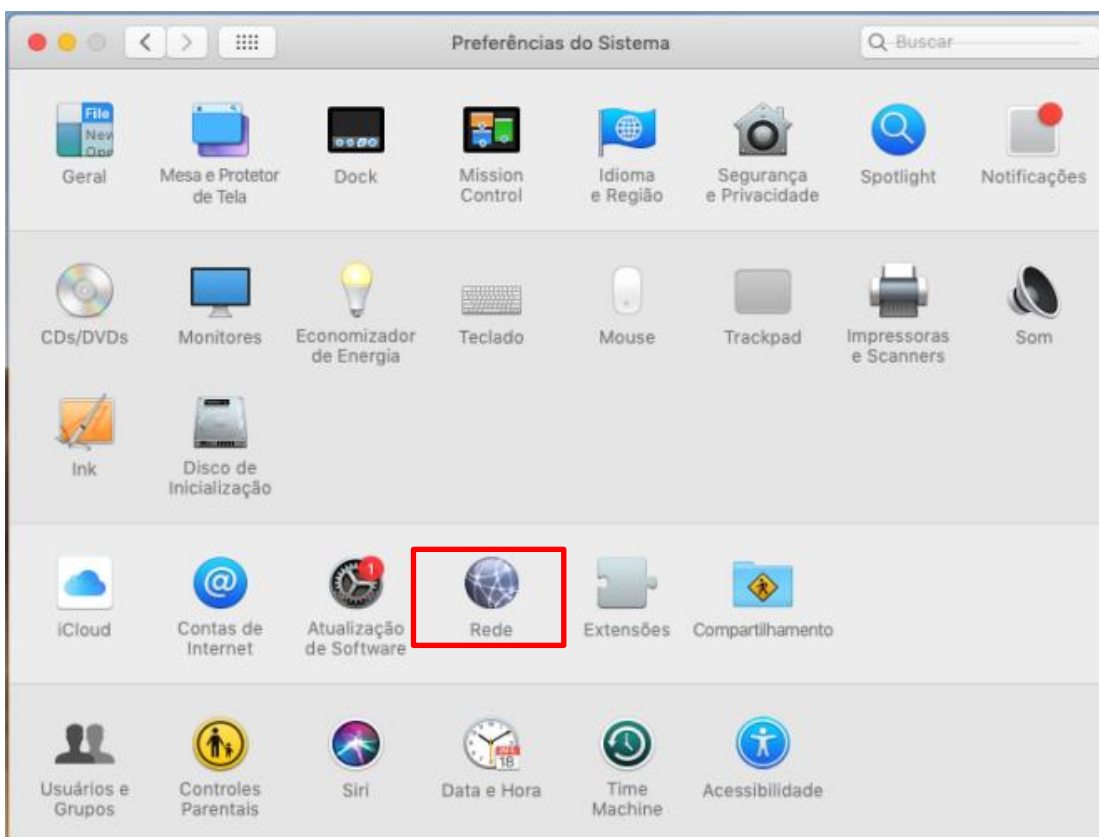 Preferências do Sistema
Buscar
File
New
Ope
Geral
Mesa e Protetor
de Tela
Dock
Mission
Control
Idioma
e Região
Segurança
e Privacidade
Spotlight
Notificações
CDs/DVDs
Monitores
Economizador
de Energia
Teclado
Mouse
Trackpad
Impressoras
e Scanners
Som
Ink
Disco de
Inicialização
iCloud
@
Contas de
Internet
1
Atualização
de Software
Rede
Extensões
Compartilhamento
Usuários e
Grupos
Controles
Parentais
Siri
JUL
18
Data e Hora
Time
Machine
Acessibilidade